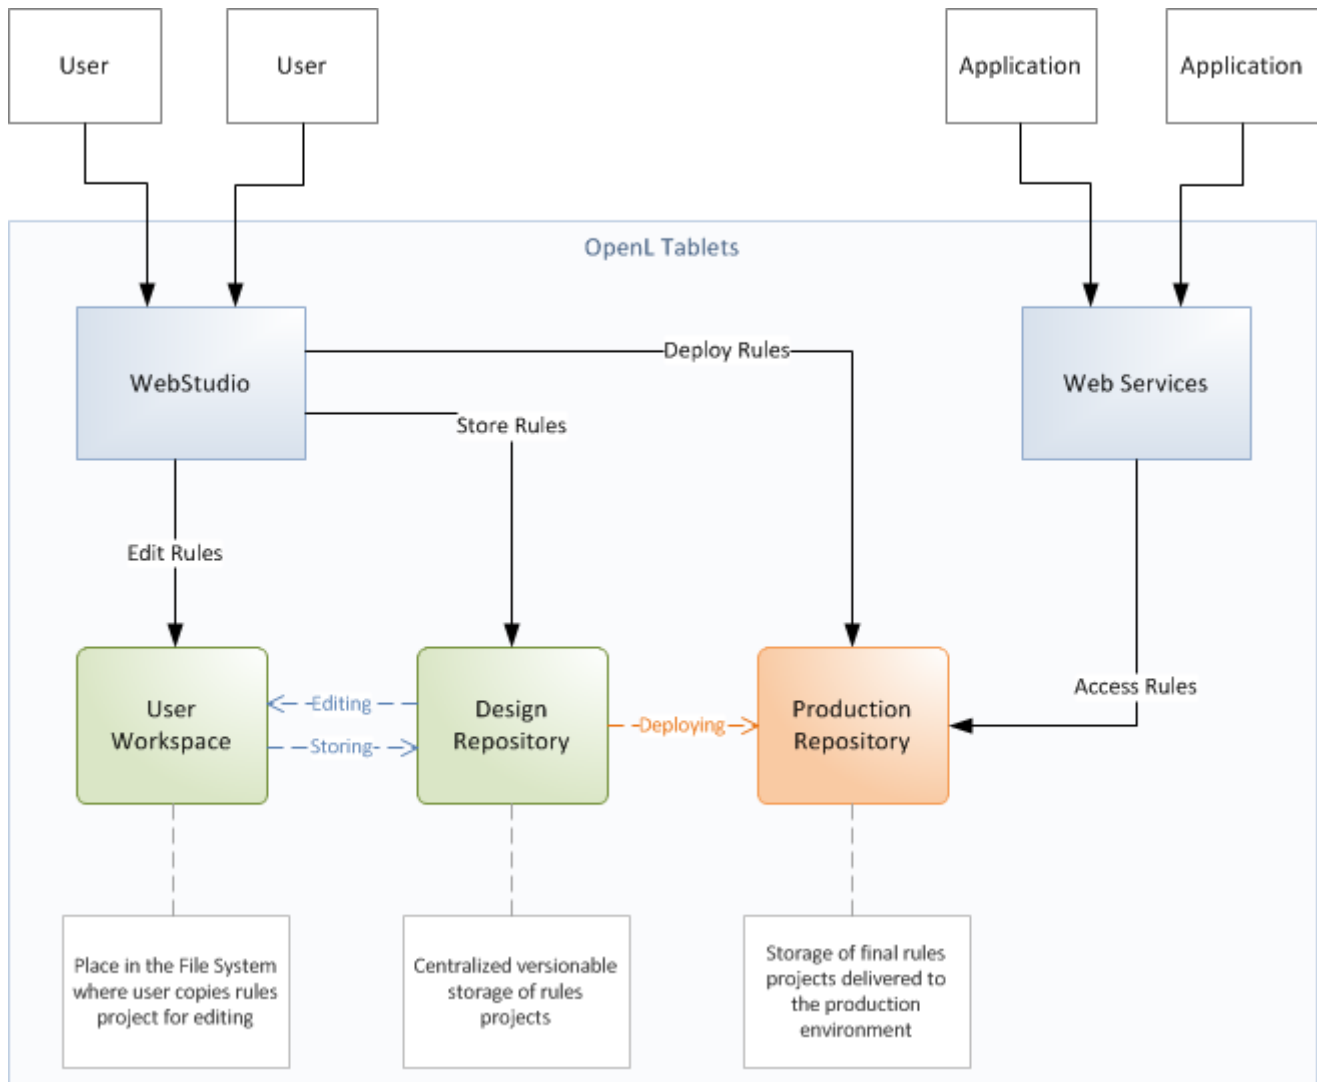 User
User
Application
Application
OpenL Tablets
Deploy Rules
WebStudio
Web Services
Store Rules
Edit Rules
Access Rules
User
Workspace
Editing
Storing
Design
Repository
Deploying
Production
Repository
Place in the File System
where user copies rules
project for editing
Centralized versionable
storage of rules
projects
Storage of final rules
projects delivered to
the production
environment